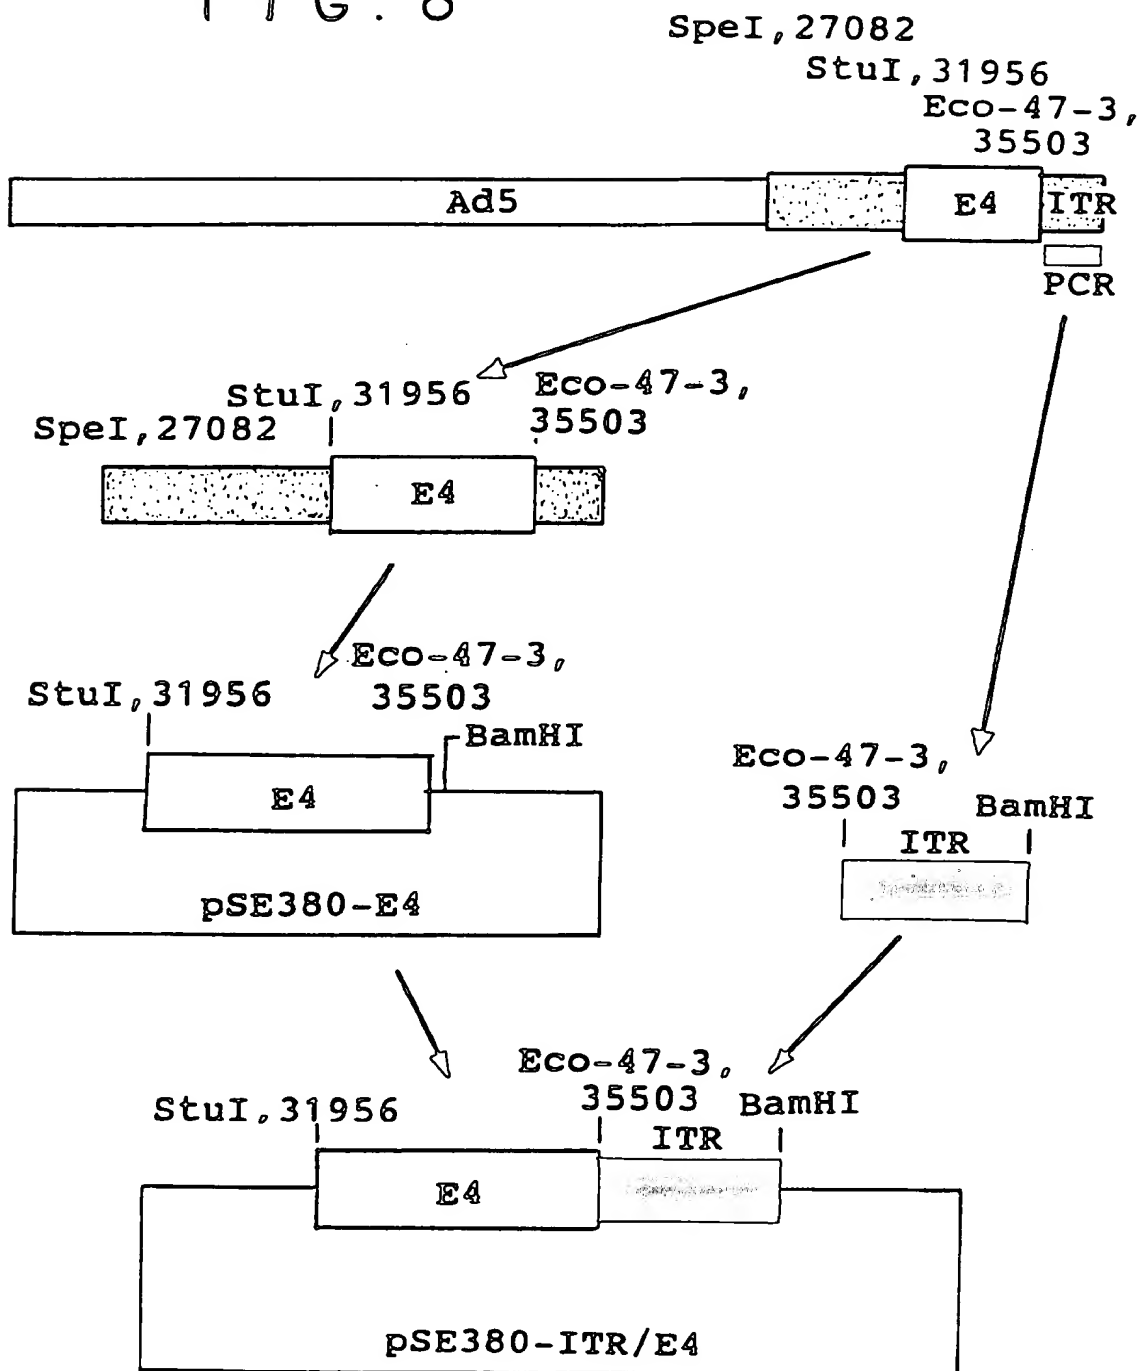 FIG. 8
SpeI,27082
StuI,31956
Eco-47-3,
35503
Ad5
E4
ITR
PCR
StuI,31956
Eco-47-3,
35503
SpeI,27082
E4
Eco-47-3,
35503
StuI,31956
BamHI
E4
pSE380-E4
Eco-47-3,
35503
BamHI
ITR
Eco-47-3,
35503
StuI,31956
BamHI
ITR
E4
pSE380-ITR/E4